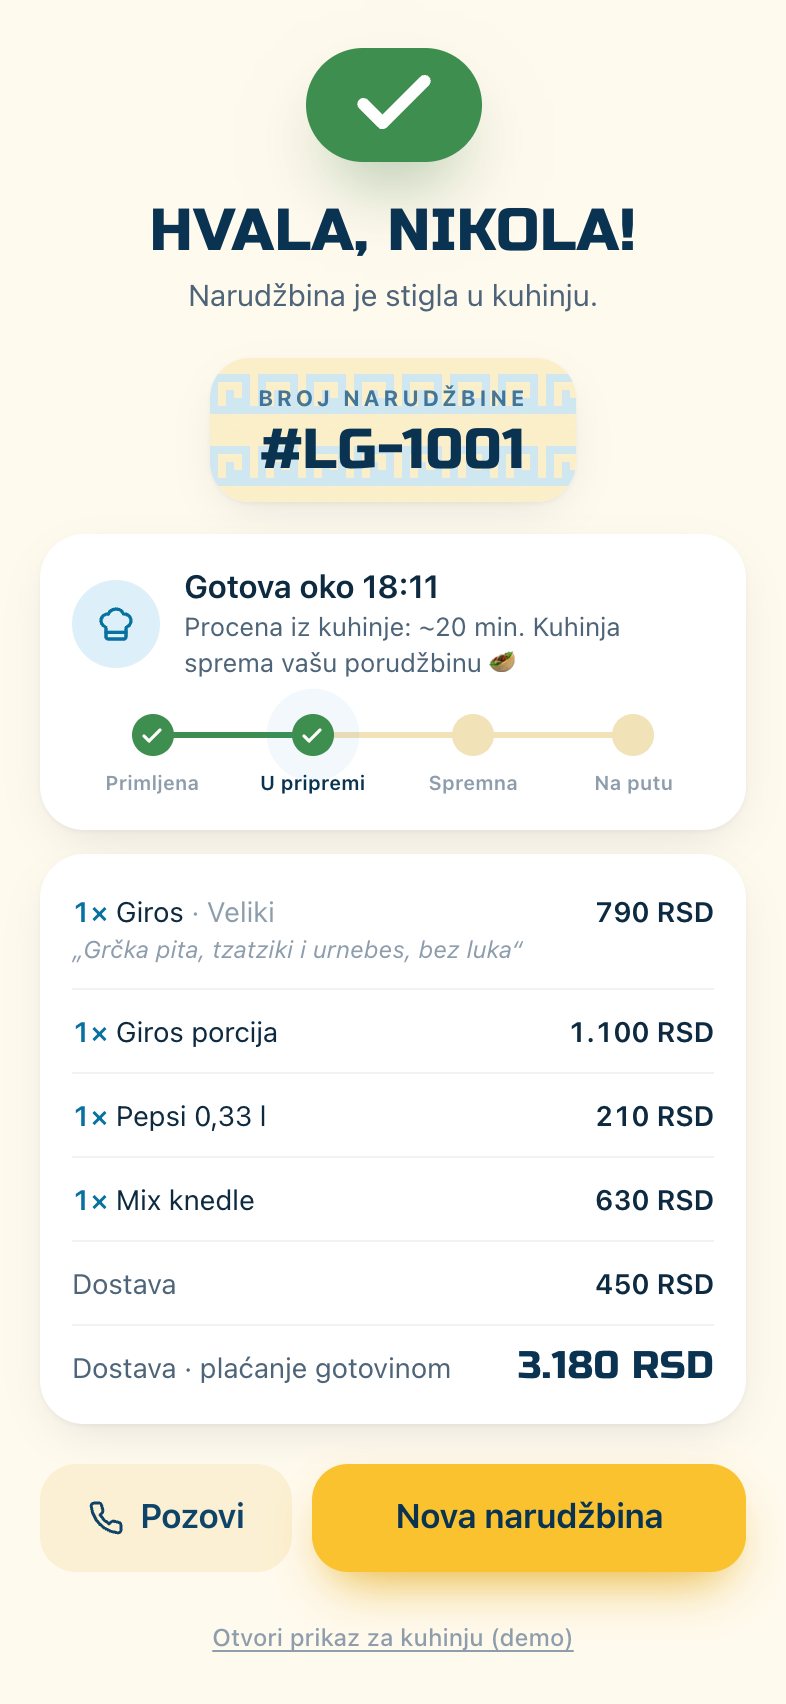 HVALA, NIKOLA!
Narudžbina je stigla u kuhinju.
BROJ NARUDŽBINE
#LG-1001
Gotova oko 18:11
Procena iz kuhinje: ~20 min. Kuhinja
sprema vašu porudžbinu 🥙
Primljena U pripremi Spremna Na putu
1× Giros · Veliki 790 RSD
„Grčka pita, tzatziki i urnebes, bez luka“
1× Giros porcija 1.100 RSD
1× Pepsi 0,33 l 210 RSD
1× Mix knedle 630 RSD
Dostava 450 RSD
Dostava · plaćanje gotovinom 3.180 RSD
Pozovi Nova narudžbina
Otvori prikaz za kuhinju (demo)